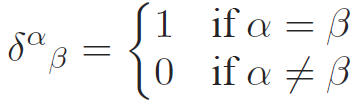 δ^α_β = { 1 if α = β
0 if α ≠ β